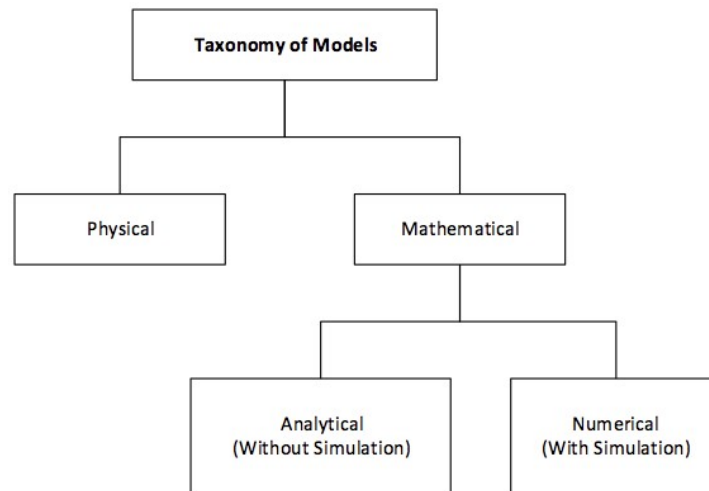 Taxonomy of Models
Physical
Mathematical
Analytical
(Without Simulation)
Numerical
(With Simulation)